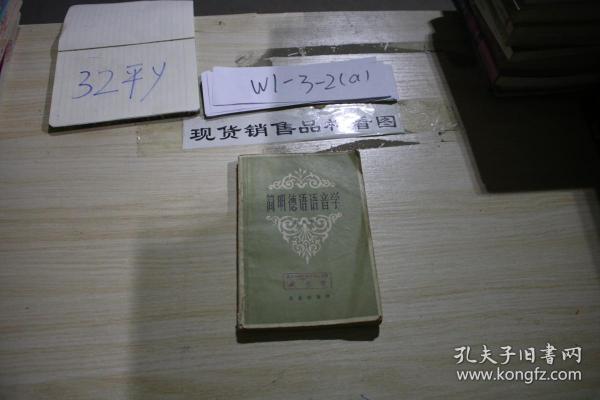 32平y
W1-3-2(a)
现货销售品相看图
简明德语语音学
孔夫子旧书网
www.kongfz.com